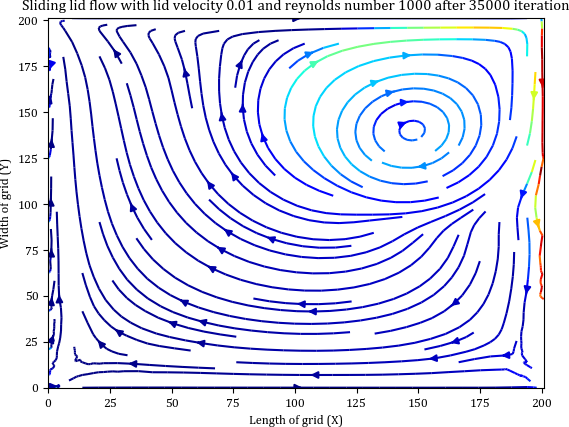 Sliding lid flow with lid velocity 0.01 and reynolds number 1000 after 35000 iteration
200
175
150
125
100
75
50
25
0
Width of grid (Y)
0 25 50 75 100 125 150 175 200
Length of grid (X)